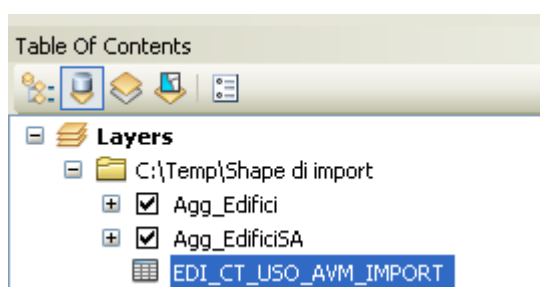 Table Of Contents
Layers
C:\Temp\Shape di import
Agg_Edifici
Agg_EdificiSA
EDI_CT_USO_AVM_IMPORT